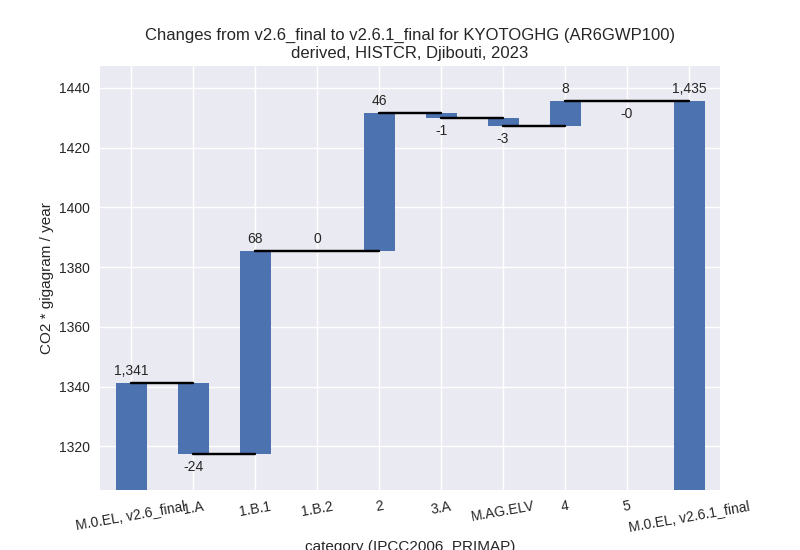 Changes from v2.6_final to v2.6.1_final for KYOTOGHG (AR6GWP100)
derived, HISTCR, Djibouti, 2023
CO2 * gigagram / year
1440
1420
1400
1380
1360
1340
1320
1,341
-24
68
0
46
-1
-3
8
-0
1,435
M.0.EL, v2.6_final
1.A
1.B.1
1.B.2
2
3.A
M.AG.ELV
4
5
M.0.EL, v2.6.1_final
category (IPCC2006_PRIMAP)